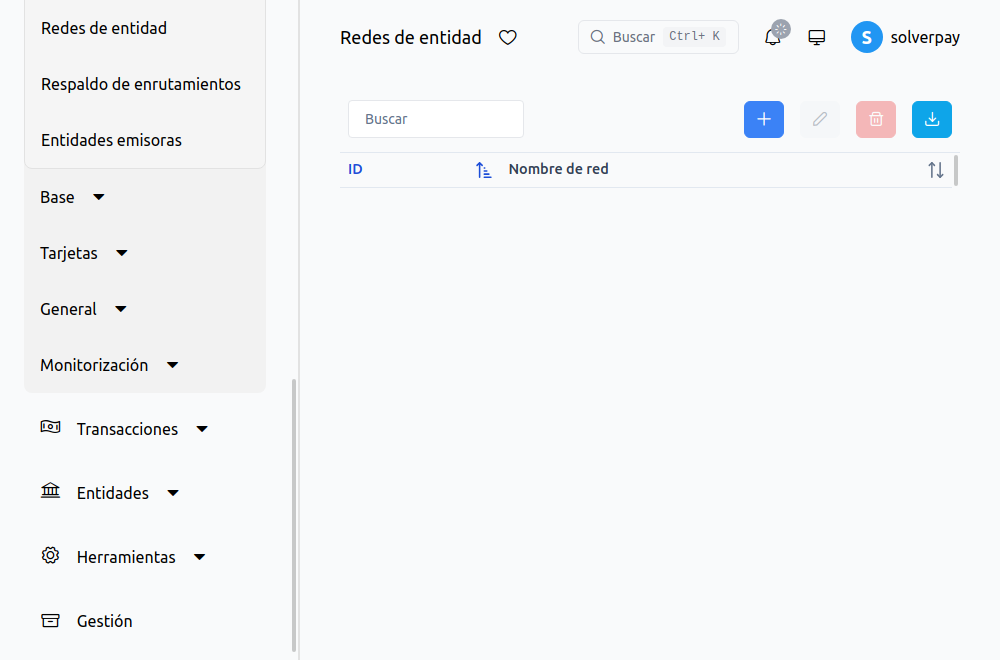 Redes de entidad
Respaldo de enrutamientos
Entidades emisoras
Base
Tarjetas
General
Monitorización
Transacciones
Entidades
Herramientas
Gestión
Redes de entidad
Buscar Ctrl+ K
S solverpay
Buscar
ID Nombre de red